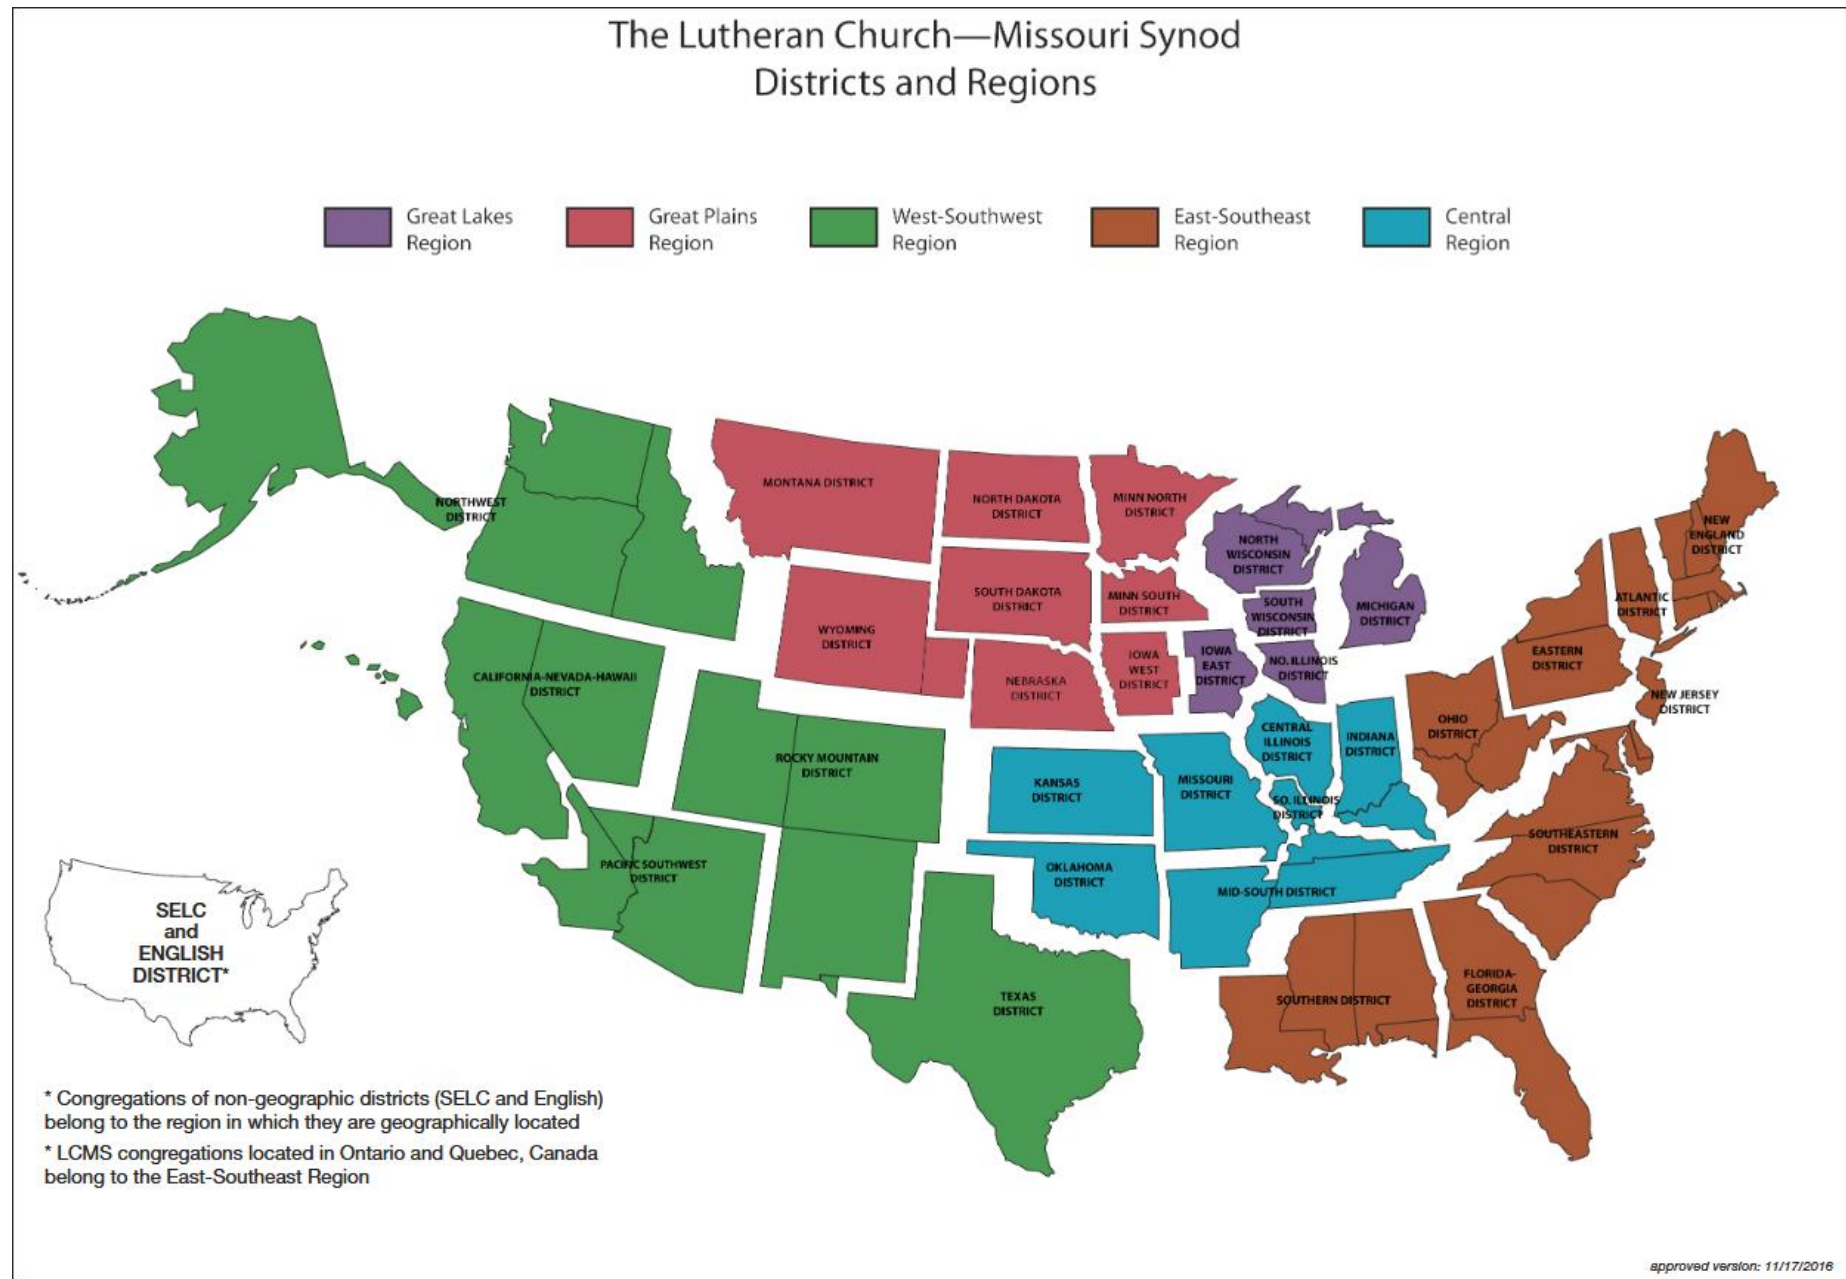 The Lutheran Church—Missouri Synod
Districts and Regions
Great Lakes
Region
Great Plains
Region
West-Southwest
Region
East-Southeast
Region
Central
Region
NORTHWEST
DISTRICT
MONTANA DISTRICT
NORTH DAKOTA
DISTRICT
MINN NORTH
DISTRICT
NORTH
WISCONSIN
DISTRICT
NEW
ENGLAND
DISTRICT
SOUTH DAKOTA
DISTRICT
MINN SOUTH
DISTRICT
SOUTH
WISCONSIN
DISTRICT
MICHIGAN
DISTRICT
ATLANTIC
DISTRICT
WYOMING
DISTRICT
IOWA
WEST
DISTRICT
IOWA
EAST
DISTRICT
NO. ILLINOIS
DISTRICT
EASTERN
DISTRICT
CALIFORNIA-NEVADA-HAWAII
DISTRICT
NEBRASKA
DISTRICT
NEW JERSEY
DISTRICT
ROCKY MOUNTAIN
DISTRICT
KANSAS
DISTRICT
MISSOURI
DISTRICT
CENTRAL
ILLINOIS
DISTRICT
INDIANA
DISTRICT
OHIO
DISTRICT
SO. ILLINOIS
DISTRICT
SOUTHEASTERN
DISTRICT
PACIFIC SOUTHWEST
DISTRICT
OKLAHOMA
DISTRICT
MID-SOUTH DISTRICT
TEXAS
DISTRICT
SOUTHERN DISTRICT
FLORIDA-
GEORGIA
DISTRICT
SELC
and
ENGLISH
DISTRICT*
* Congregations of non-geographic districts (SELC and English)
belong to the region in which they are geographically located
* LCMS congregations located in Ontario and Quebec, Canada
belong to the East-Southeast Region
approved version: 11/17/2016